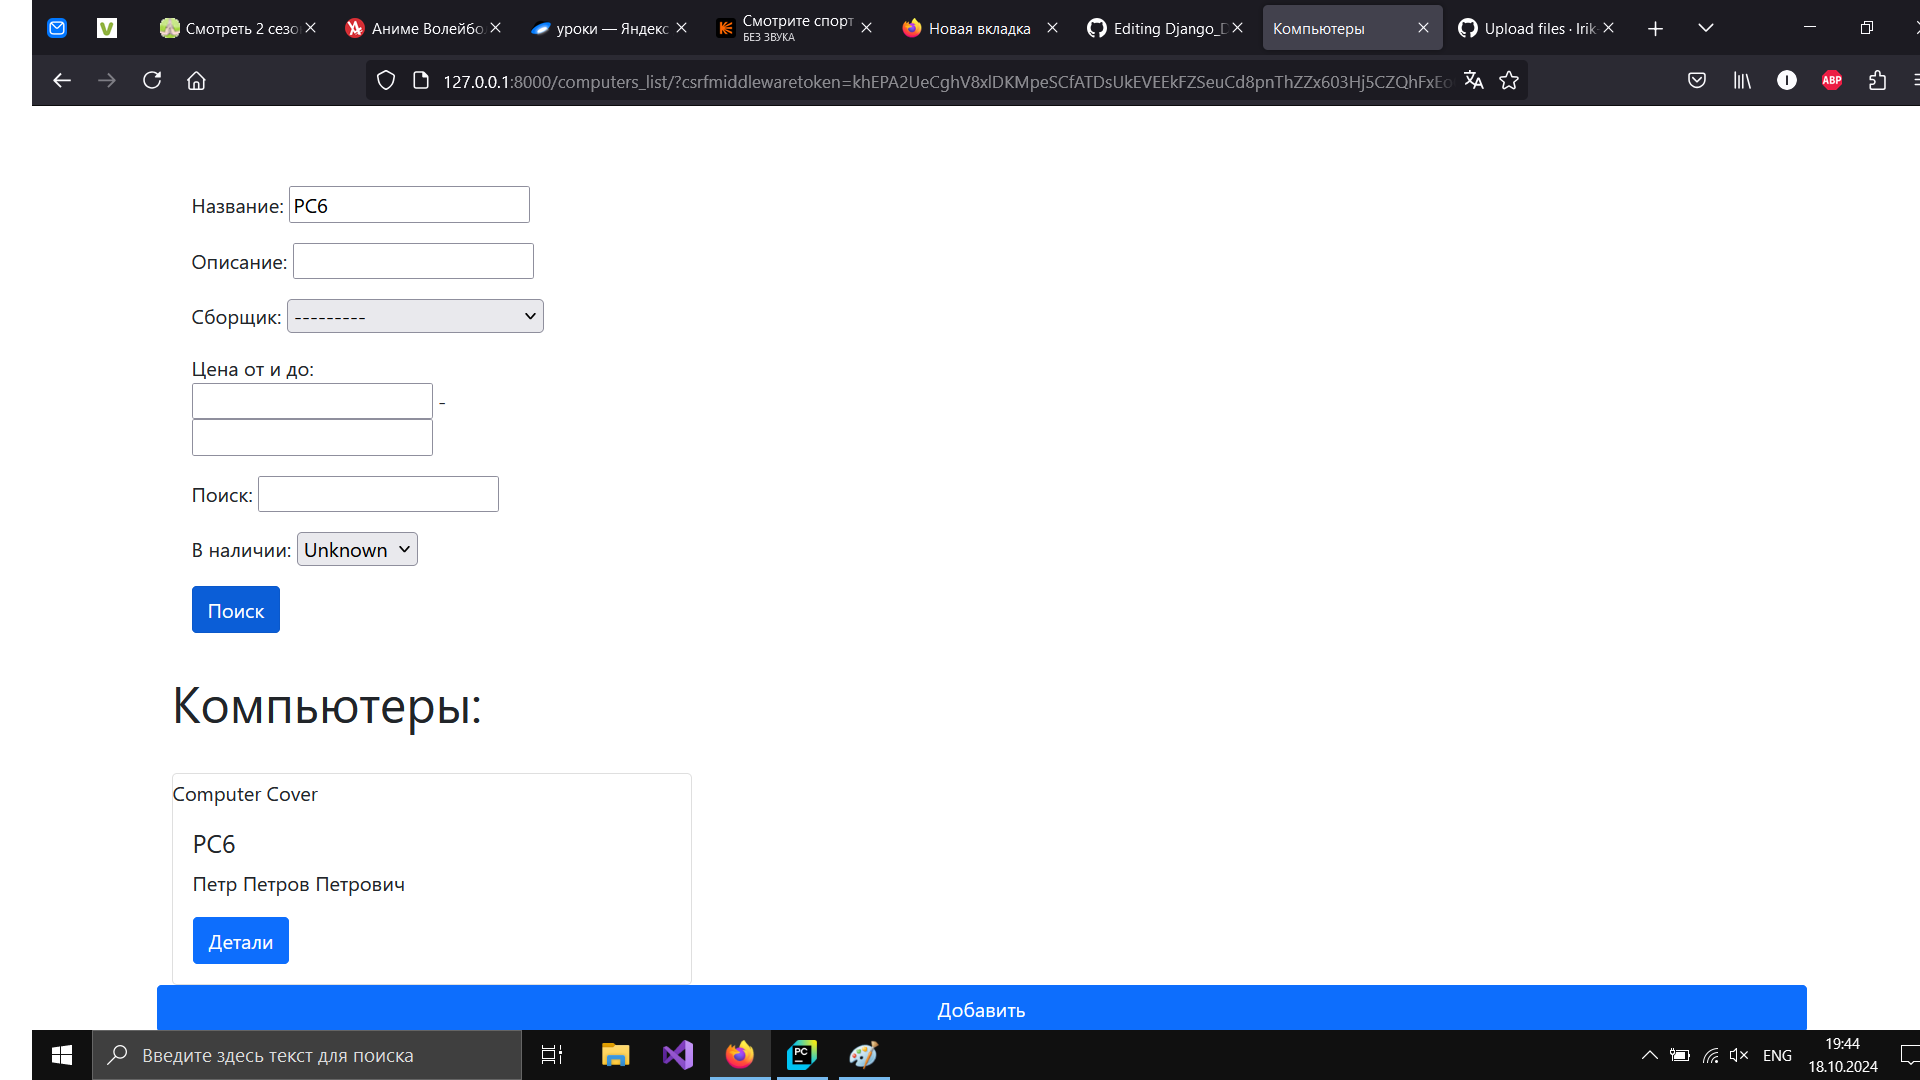 Смотреть 2 сезо
Аниме Волейбо
уроки — Яндекс
Смотрите спорт
БЕЗ ЗВУКА
Новая вкладка
Editing Django_D
Компьютеры
Upload files · Irik
127.0.0.1:8000/computers_list/?csrfmiddlewaretoken=khEPA2UeCghV8xlDKMpeSCfATDsUkEVEEkFZSeuCd8pnThZZx603Hj5CZQhFxEo
ABP
Название: PC6
Описание:
Сборщик: ---------
Цена от и до:
-
Поиск:
В наличии: Unknown
Поиск
Компьютеры:
Computer Cover
PC6
Петр Петров Петрович
Детали
Добавить
Введите здесь текст для поиска
PC
ENG
19:44
18.10.2024